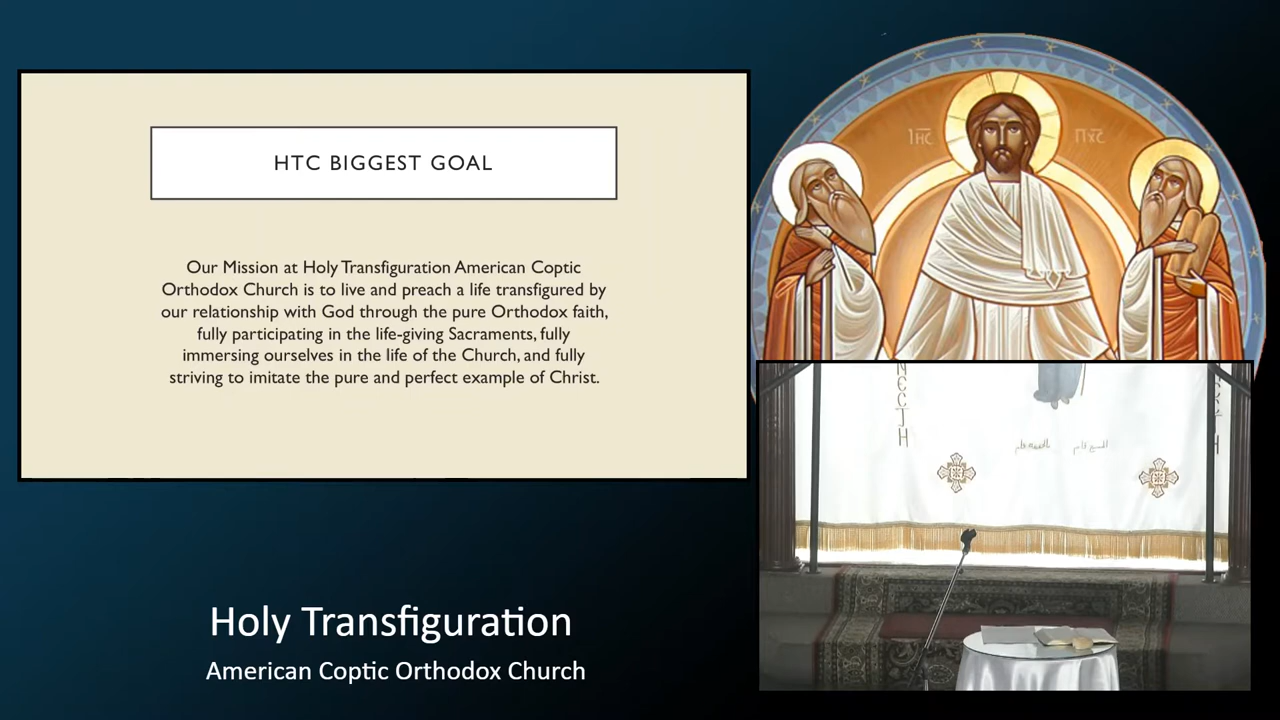 HTC BIGGEST GOAL
Our Mission at Holy Transfiguration American Coptic
Orthodox Church is to live and preach a life transfigured by
our relationship with God through the pure Orthodox faith,
fully participating in the life-giving Sacraments, fully
immersing ourselves in the life of the Church, and fully
striving to imitate the pure and perfect example of Christ.
Holy Transfiguration
American Coptic Orthodox Church
المسيح قام